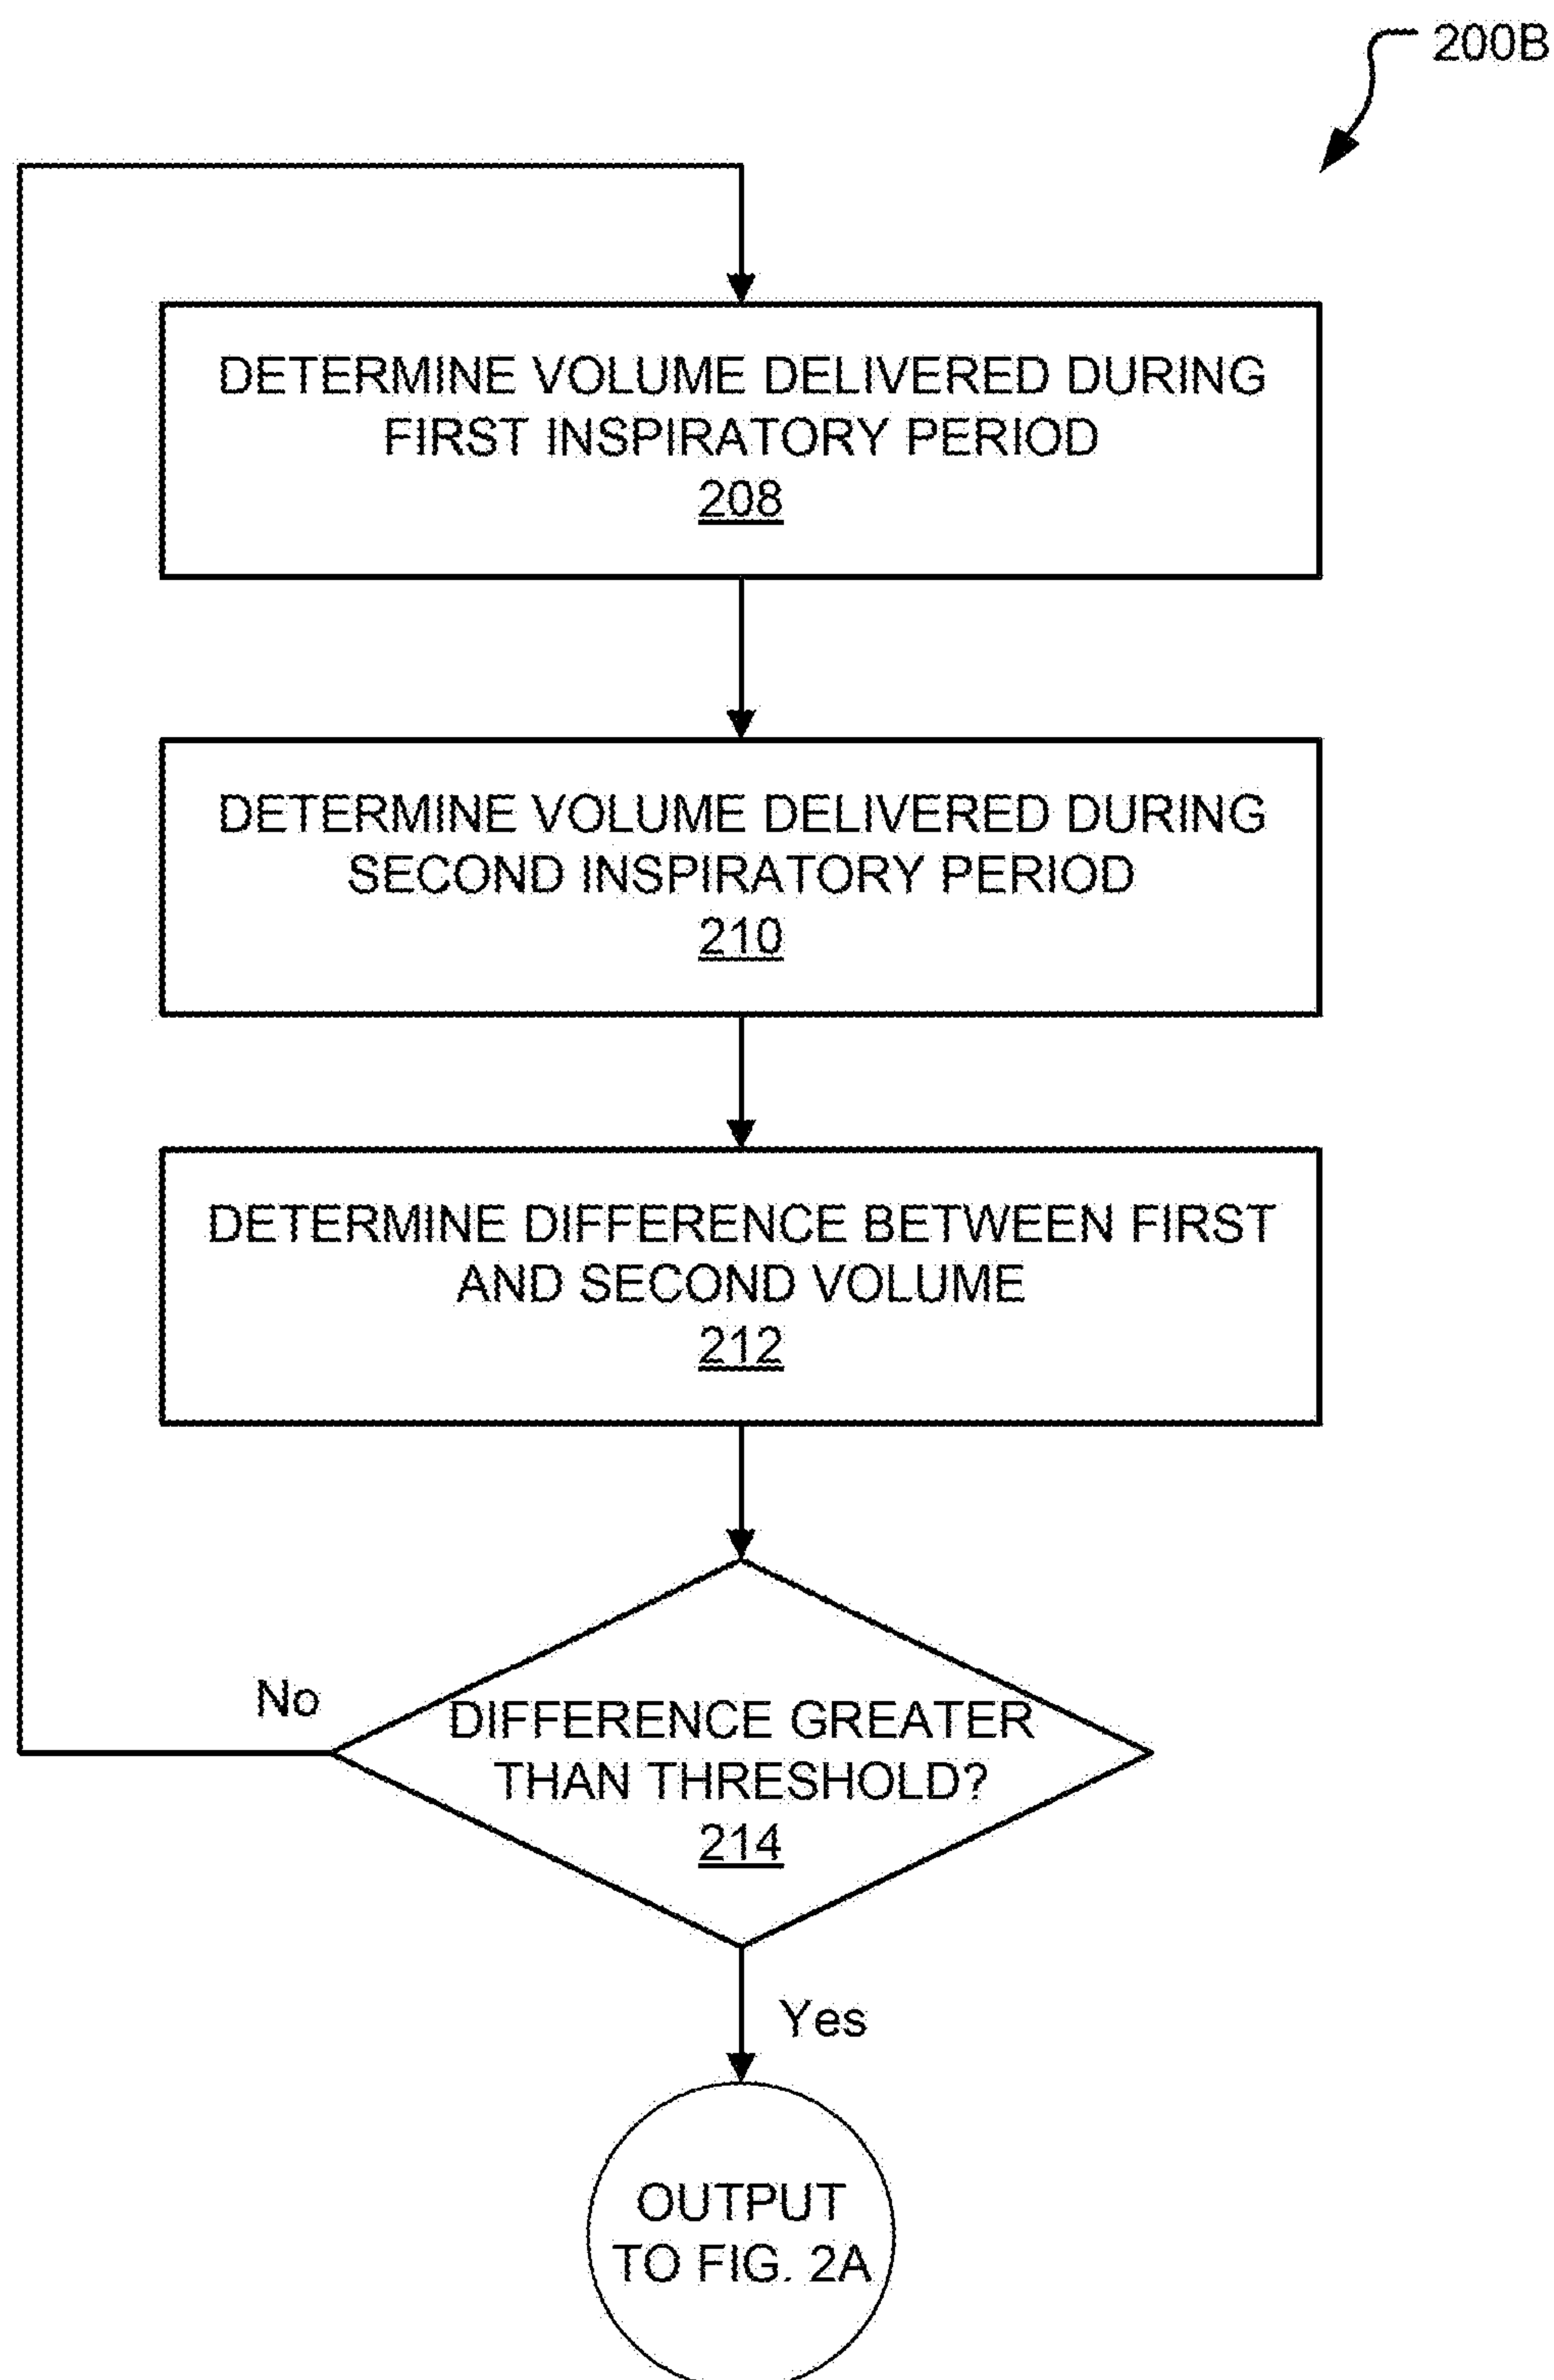 200B
DETERMINE VOLUME DELIVERED DURING
FIRST INSPIRATORY PERIOD
208
DETERMINE VOLUME DELIVERED DURING
SECOND INSPIRATORY PERIOD
210
DETERMINE DIFFERENCE BETWEEN FIRST
AND SECOND VOLUME
212
No
DIFFERENCE GREATER
THAN THRESHOLD?
214
Yes
OUTPUT
TO FIG. 2A